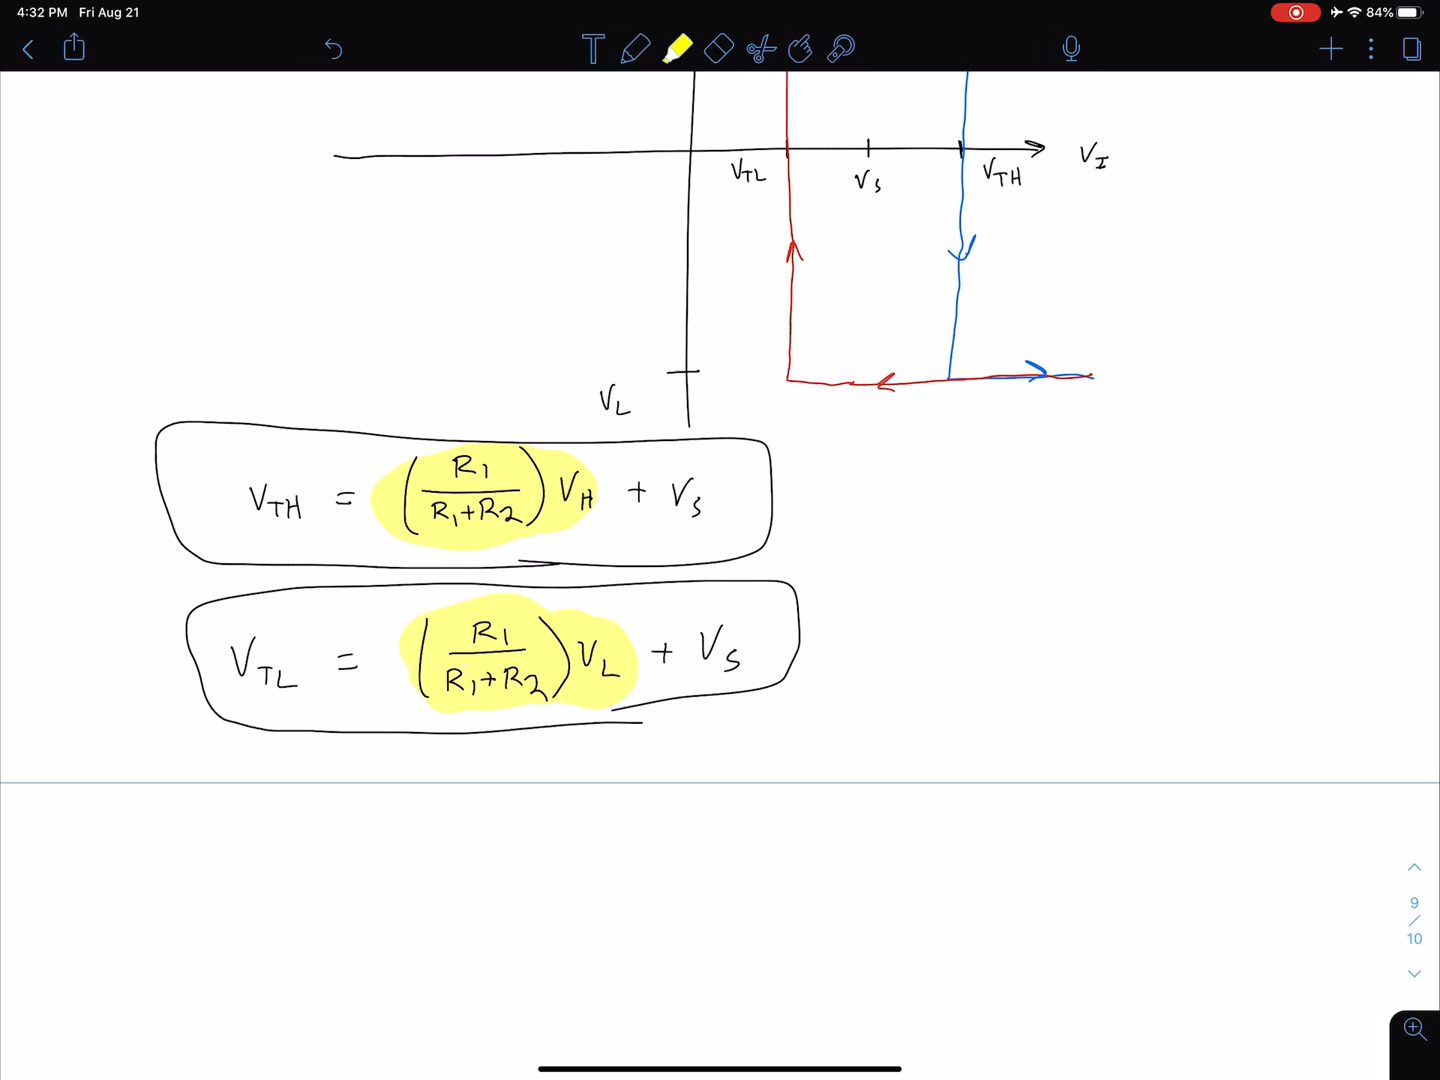 4:32 PM Fri Aug 21 84%
T
V_I
V_TL V_S V_TH
V_L
V_TH = (R_1 / (R_1+R_2)) V_H + V_S
V_TL = (R_1 / (R_1+R_2)) V_L + V_S
9
/
10